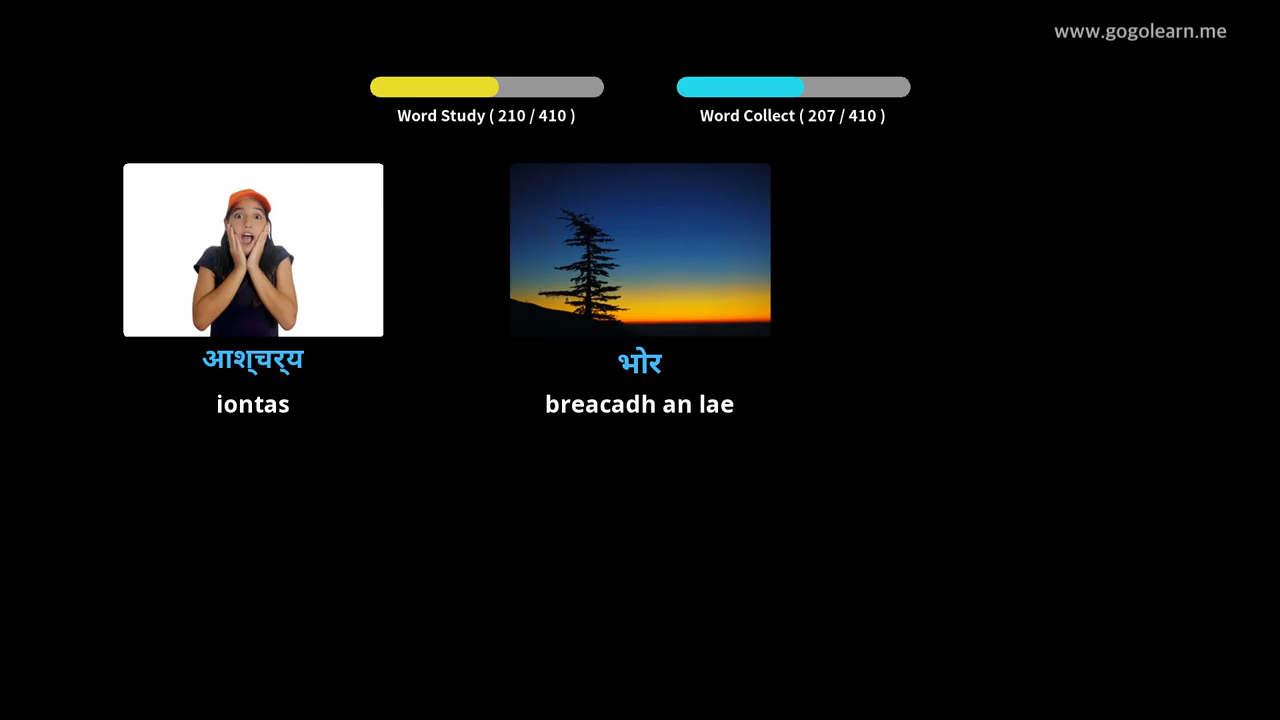 www.gogolearn.me
Word Study ( 210 / 410 )
Word Collect ( 207 / 410 )
आश्चर्य
iontas
भोर
breacadh an lae